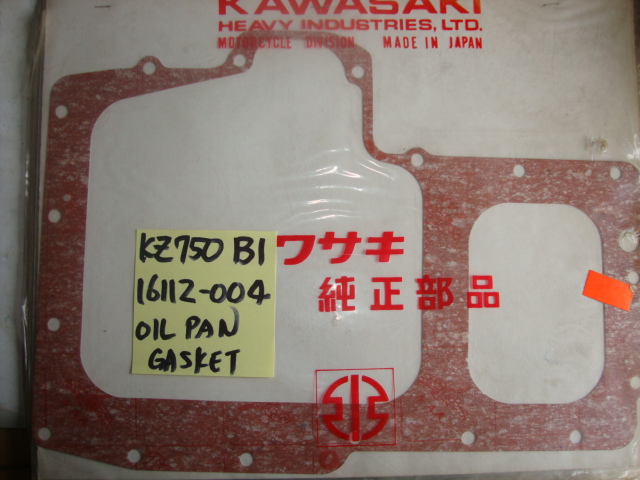 KAWASAKI
HEAVY INDUSTRIES, LTD.
MOTORCYCLE DIVISION MADE IN JAPAN
ワサキ
純正部品
KZ750 B1
16112-004
OIL PAN
GASKET